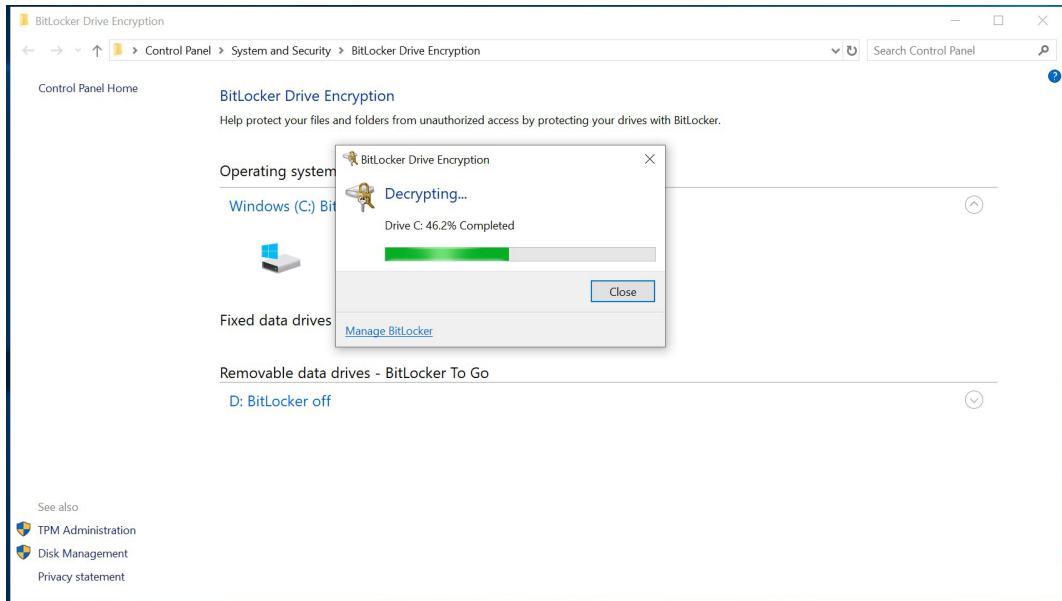 BitLocker Drive Encryption
Control Panel > System and Security > BitLocker Drive Encryption
Search Control Panel
Control Panel Home
BitLocker Drive Encryption
Help protect your files and folders from unauthorized access by protecting your drives with BitLocker.
Operating system
Windows (C:) Bit
BitLocker Drive Encryption
Decrypting...
Drive C: 46.2% Completed
Close
Manage BitLocker
Fixed data drives
Removable data drives - BitLocker To Go
D: BitLocker off
See also
TPM Administration
Disk Management
Privacy statement